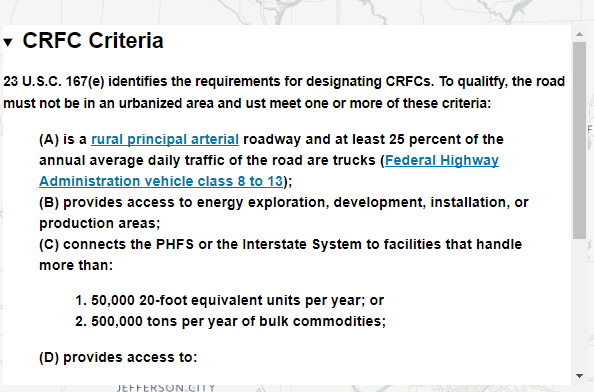 ▼ CRFC Criteria
23 U.S.C. 167(e) identifies the requirements for designating CRFCs. To qualitfy, the road
must not be in an urbanized area and ust meet one or more of these criteria:
(A) is a rural principal arterial roadway and at least 25 percent of the
annual average daily traffic of the road are trucks (Federal Highway
Administration vehicle class 8 to 13);
(B) provides access to energy exploration, development, installation, or
production areas;
(C) connects the PHFS or the Interstate System to facilities that handle
more than:
1. 50,000 20-foot equivalent units per year; or
2. 500,000 tons per year of bulk commodities;
(D) provides access to:
JEFFERSON CITY